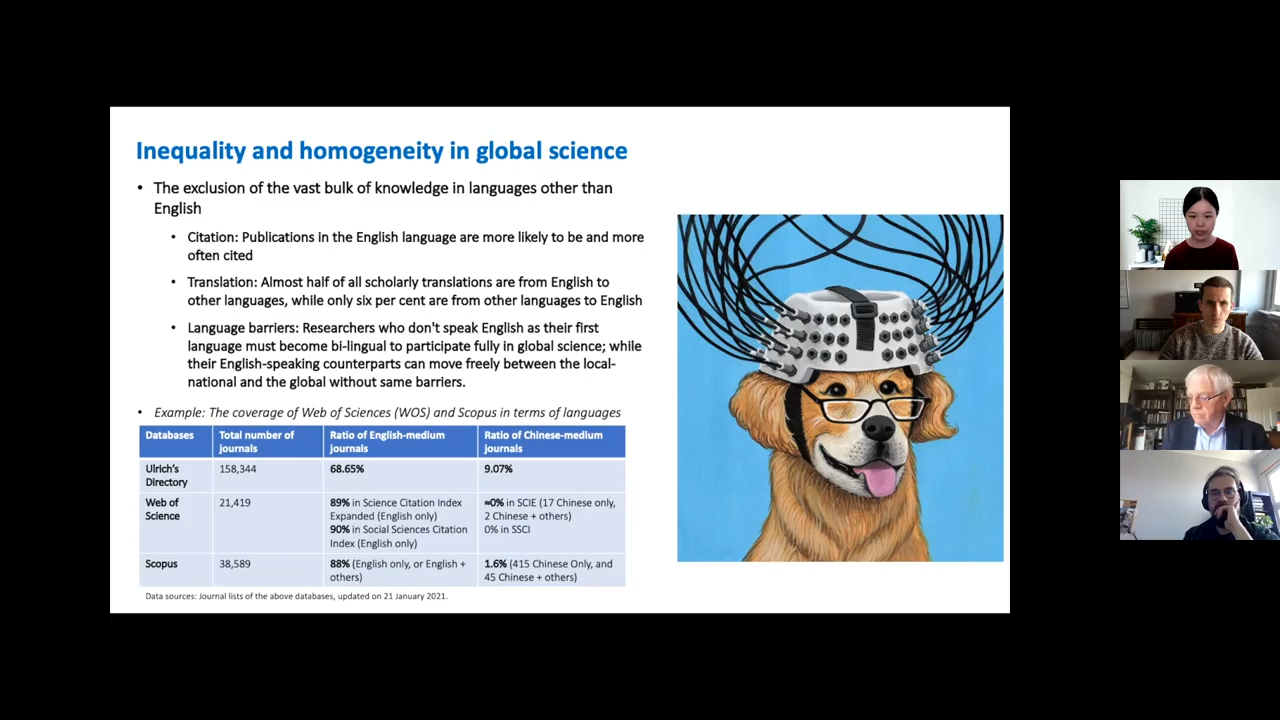 Inequality and homogeneity in global science
• The exclusion of the vast bulk of knowledge in languages other than
English
• Citation: Publications in the English language are more likely to be and more
often cited
• Translation: Almost half of all scholarly translations are from English to
other languages, while only six per cent are from other languages to English
• Language barriers: Researchers who don't speak English as their first
language must become bi-lingual to participate fully in global science; while
their English-speaking counterparts can move freely between the local-
national and the global without same barriers.
• Example: The coverage of Web of Sciences (WOS) and Scopus in terms of languages
Databases
Total number of
journals
Ratio of English-medium
journals
Ratio of Chinese-medium
journals
Ulrich's
Directory
158,344
68.65%
9.07%
Web of
Science
21,419
89% in Science Citation Index
Expanded (English only)
90% in Social Sciences Citation
Index (English only)
≈0% in SCIE (17 Chinese only,
2 Chinese + others)
0% in SSCI
Scopus
38,589
88% (English only, or English +
others)
1.6% (415 Chinese Only, and
45 Chinese + others)
Data sources: Journal lists of the above databases, updated on 21 January 2021.